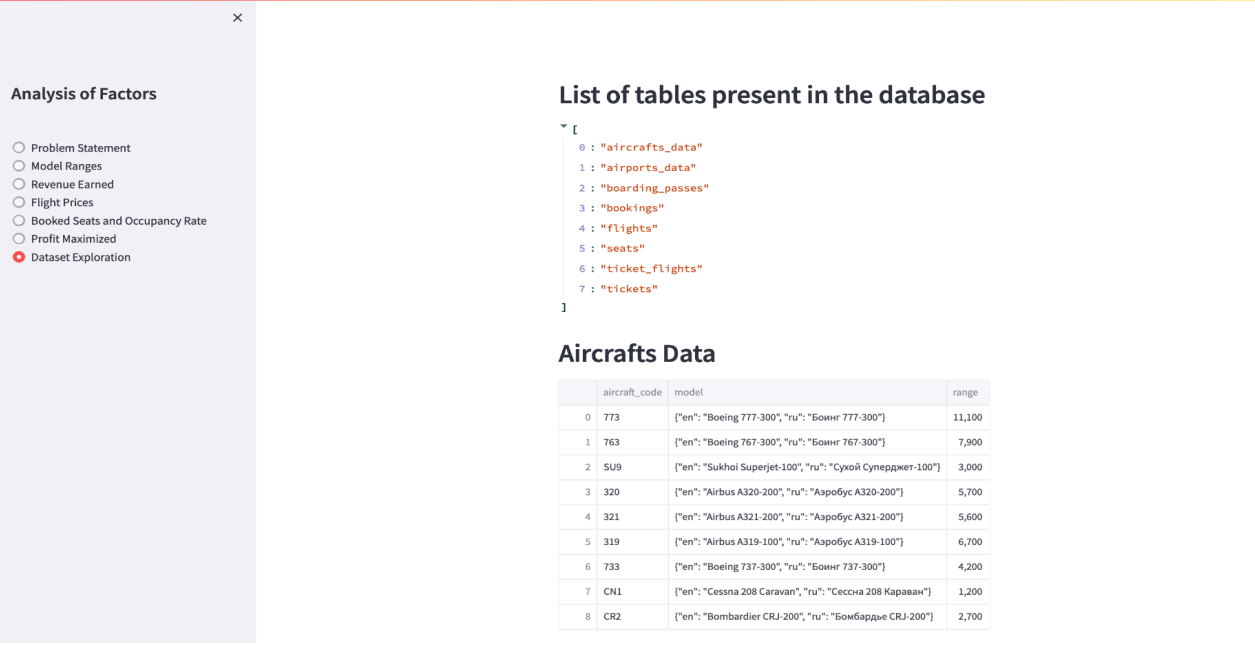 ×
Analysis of Factors
Problem Statement
Model Ranges
Revenue Earned
Flight Prices
Booked Seats and Occupancy Rate
Profit Maximized
Dataset Exploration
List of tables present in the database
[
0 : "aircrafts_data"
1 : "airports_data"
2 : "boarding_passes"
3 : "bookings"
4 : "flights"
5 : "seats"
6 : "ticket_flights"
7 : "tickets"
]
Aircrafts Data
aircraft_code model range
0 773 {"en": "Boeing 777-300", "ru": "Боинг 777-300"} 11,100
1 763 {"en": "Boeing 767-300", "ru": "Боинг 767-300"} 7,900
2 SU9 {"en": "Sukhoi Superjet-100", "ru": "Сухой Суперджет-100"} 3,000
3 320 {"en": "Airbus A320-200", "ru": "Аэробус A320-200"} 5,700
4 321 {"en": "Airbus A321-200", "ru": "Аэробус A321-200"} 5,600
5 319 {"en": "Airbus A319-100", "ru": "Аэробус A319-100"} 6,700
6 733 {"en": "Boeing 737-300", "ru": "Боинг 737-300"} 4,200
7 CN1 {"en": "Cessna 208 Caravan", "ru": "Сессна 208 Караван"} 1,200
8 CR2 {"en": "Bombardier CRJ-200", "ru": "Бомбардье CRJ-200"} 2,700